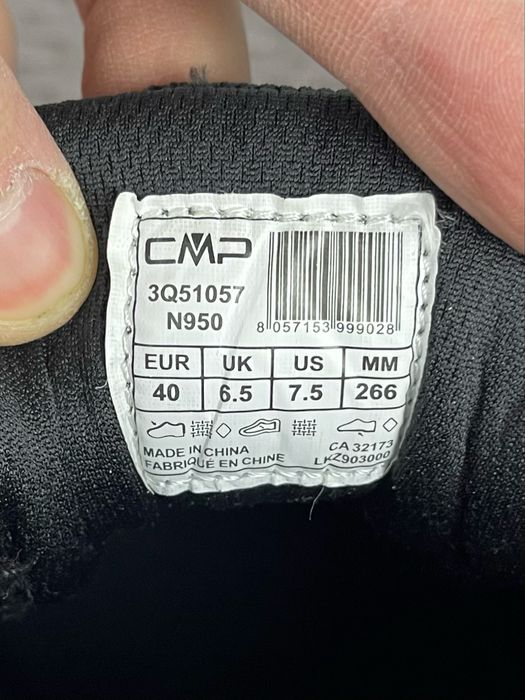 CMP
3Q51057
N950
8 057153 999028
EUR UK US MM
40 6.5 7.5 266
MADE IN CHINA
FABRIQUÉ EN CHINE
CA 32173
LKZ903000